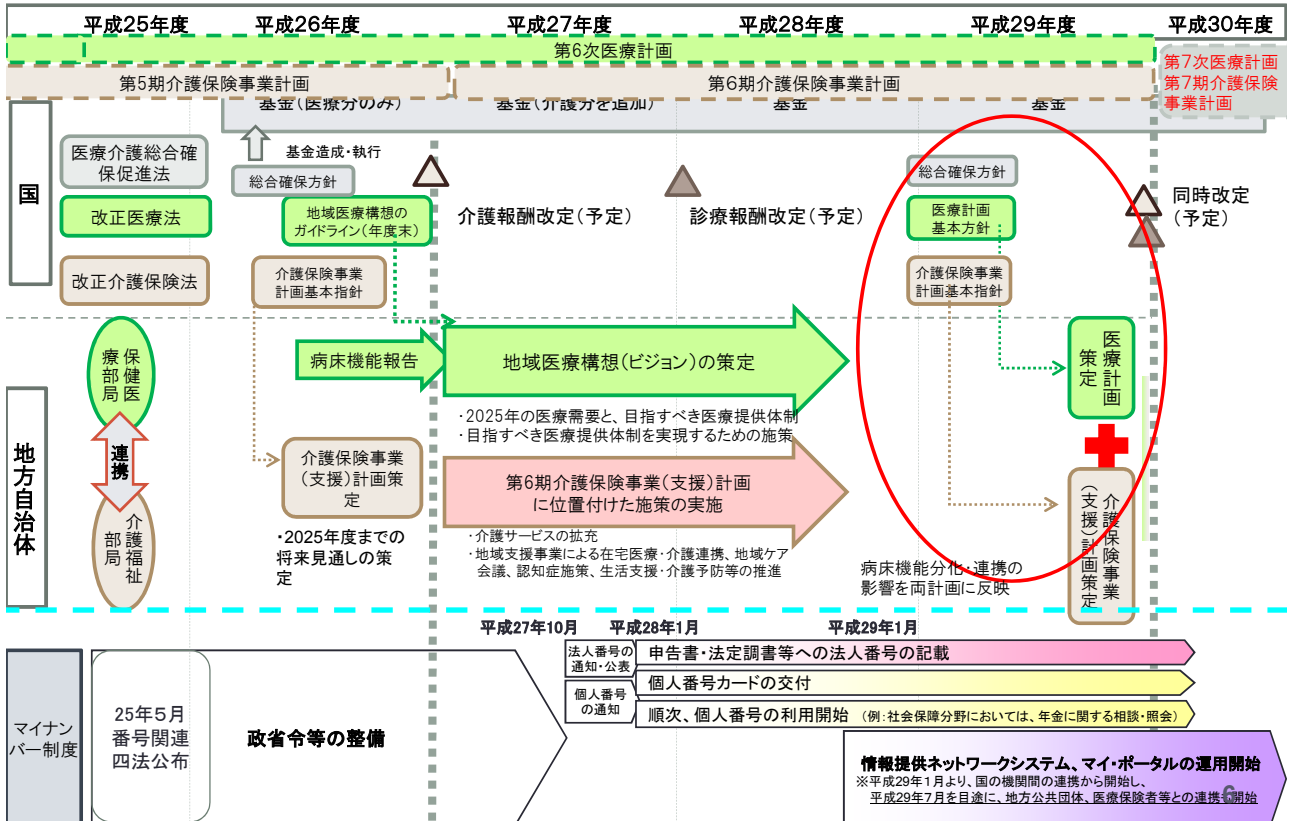 平成25年度
平成26年度
平成27年度
平成28年度
平成29年度
平成30年度
第6次医療計画
第5期介護保険事業計画
第6期介護保険事業計画
第7次医療計画
第7期介護保険
事業計画
基金(医療分のみ)
基金(介護分を追加)
基金
基金
国
医療介護総合確
保促進法
基金造成・執行
総合確保方針
改正医療法
地域医療構想の
ガイドライン(年度末)
介護報酬改定(予定)
診療報酬改定(予定)
総合確保方針
医療計画
基本方針
同時改定
(予定)
改正介護保険法
介護保険事業
計画基本指針
介護保険事業
計画基本指針
地方自治体
保健医
療部局
連携
介護福祉
部局
病床機能報告
地域医療構想(ビジョン)の策定
・2025年の医療需要と、目指すべき医療提供体制
・目指すべき医療提供体制を実現するための施策
医療計画
策定
介護保険事業
(支援)計画策
定
・2025年度までの
将来見通しの策
定
第6期介護保険事業(支援)計画
に位置付けた施策の実施
・介護サービスの拡充
・地域支援事業による在宅医療・介護連携、地域ケア
会議、認知症施策、生活支援・介護予防等の推進
病床機能分化・連携の
影響を両計画に反映
介護保険事業
(支援)計画策定
平成27年10月
平成28年1月
平成29年1月
マイナン
バー制度
25年5月
番号関連
四法公布
政省令等の整備
法人番号の
通知・公表
申告書・法定調書等への法人番号の記載
個人番号
の通知
個人番号カードの交付
順次、個人番号の利用開始 (例:社会保障分野においては、年金に関する相談・照会)
情報提供ネットワークシステム、マイ・ポータルの運用開始
※平成29年1月より、国の機関間の連携から開始し、
平成29年7月を目途に、地方公共団体、医療保険者等との連携も開始
6